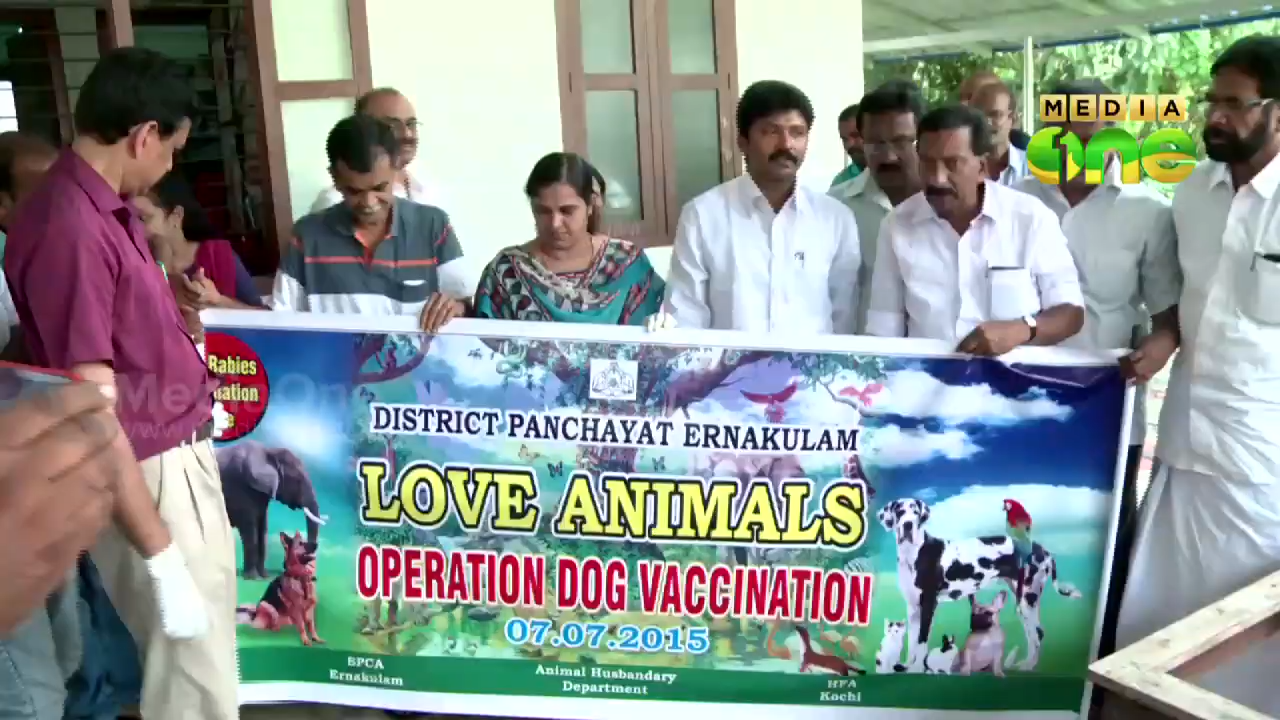 MEDIA
One
Rabies
DISTRICT PANCHAYAT ERNAKULAM
LOVE ANIMALS
OPERATION DOG VACCINATION
07.07.2015
SPCA
Ernakulam
Animal Husbandary
Department
HFA
Kochi